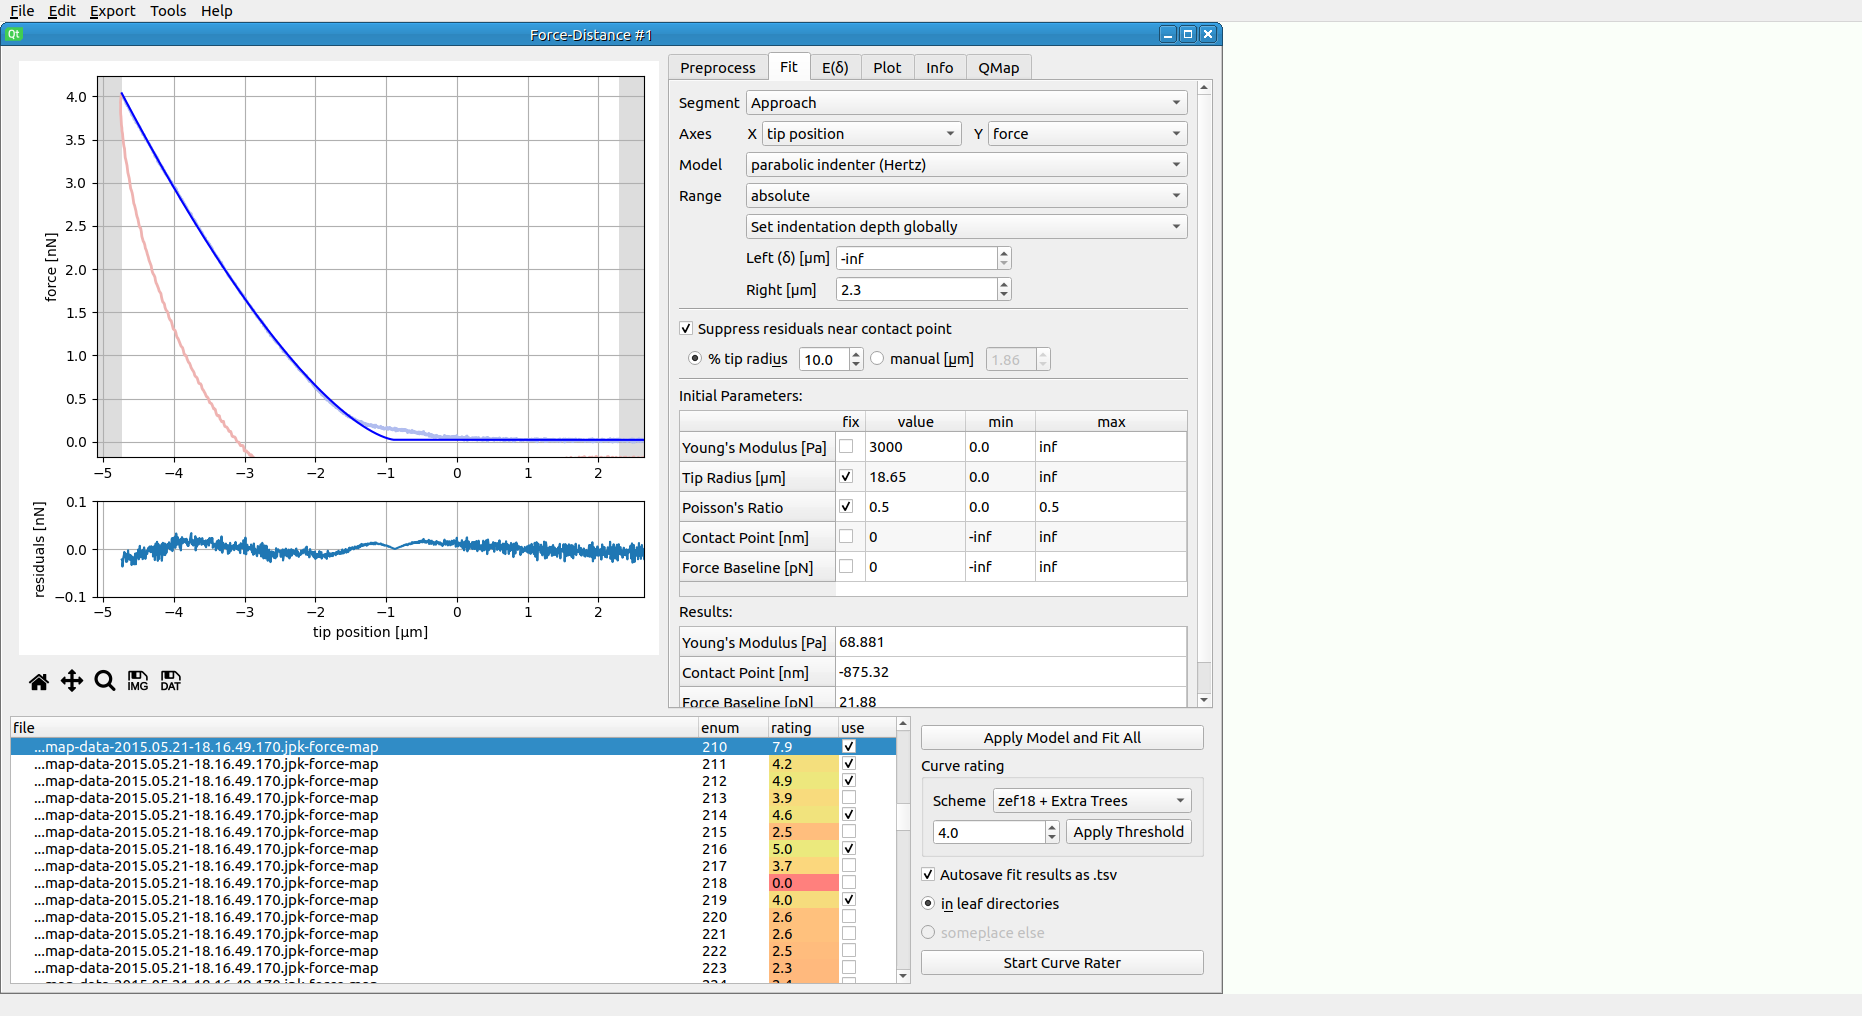 File Edit Export Tools Help
Qt Force-Distance #1
4.0
3.5
3.0
2.5
2.0
1.5
1.0
0.5
0.0
force [nN]
−5 −4 −3 −2 −1 0 1 2
0.1
0.0
−0.1
residuals [nN]
−5 −4 −3 −2 −1 0 1 2
tip position [µm]
IMG DAT
Preprocess Fit E(δ) Plot Info QMap
Segment Approach
Axes X tip position Y force
Model parabolic indenter (Hertz)
Range absolute
Set indentation depth globally
Left (δ) [µm] -inf
Right [µm] 2.3
Suppress residuals near contact point
% tip radius 10.0 manual [µm] 1.86
Initial Parameters:
fix value min max
Young's Modulus [Pa] 3000 0.0 inf
Tip Radius [µm] 18.65 0.0 inf
Poisson's Ratio 0.5 0.0 0.5
Contact Point [nm] 0 -inf inf
Force Baseline [pN] 0 -inf inf
Results:
Young's Modulus [Pa] 68.881
Contact Point [nm] -875.32
Force Baseline [pN] 21.88
file enum rating use
...map-data-2015.05.21-18.16.49.170.jpk-force-map 210 7.9
...map-data-2015.05.21-18.16.49.170.jpk-force-map 211 4.2
...map-data-2015.05.21-18.16.49.170.jpk-force-map 212 4.9
...map-data-2015.05.21-18.16.49.170.jpk-force-map 213 3.9
...map-data-2015.05.21-18.16.49.170.jpk-force-map 214 4.6
...map-data-2015.05.21-18.16.49.170.jpk-force-map 215 2.5
...map-data-2015.05.21-18.16.49.170.jpk-force-map 216 5.0
...map-data-2015.05.21-18.16.49.170.jpk-force-map 217 3.7
...map-data-2015.05.21-18.16.49.170.jpk-force-map 218 0.0
...map-data-2015.05.21-18.16.49.170.jpk-force-map 219 4.0
...map-data-2015.05.21-18.16.49.170.jpk-force-map 220 2.6
...map-data-2015.05.21-18.16.49.170.jpk-force-map 221 2.6
...map-data-2015.05.21-18.16.49.170.jpk-force-map 222 2.5
...map-data-2015.05.21-18.16.49.170.jpk-force-map 223 2.3
Apply Model and Fit All
Curve rating
Scheme zef18 + Extra Trees
4.0 Apply Threshold
Autosave fit results as .tsv
in leaf directories
someplace else
Start Curve Rater